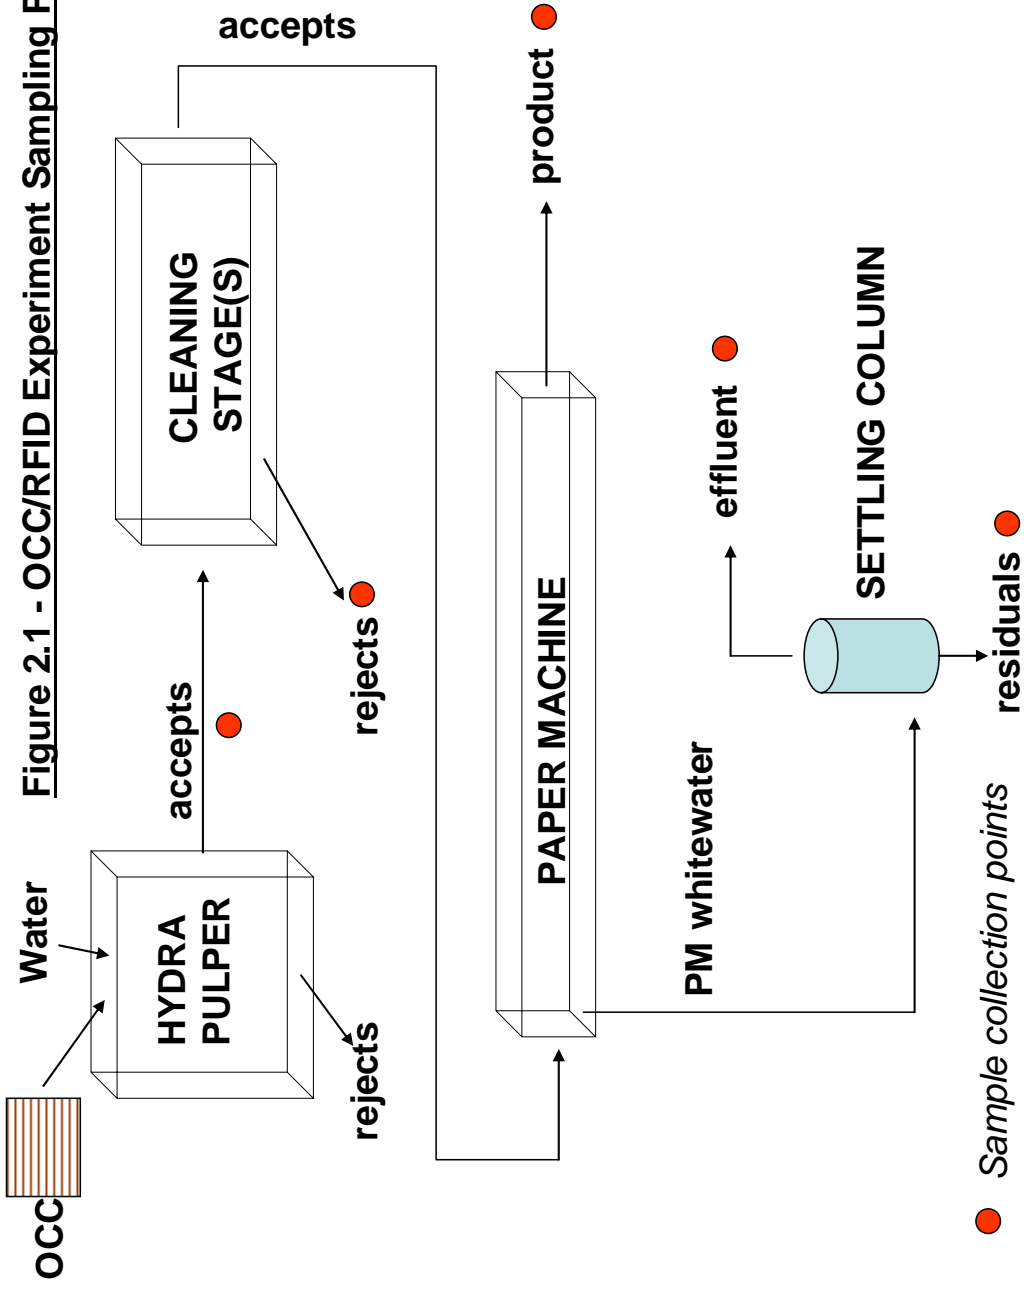 Figure 2.1 - OCC/RFID Experiment Sampling
OCC
Water
HYDRA
PULPER
rejects
accepts
CLEANING
STAGE(S)
rejects
accepts
PAPER MACHINE
product
PM whitewater
effluent
SETTLING COLUMN
residuals
Sample collection points